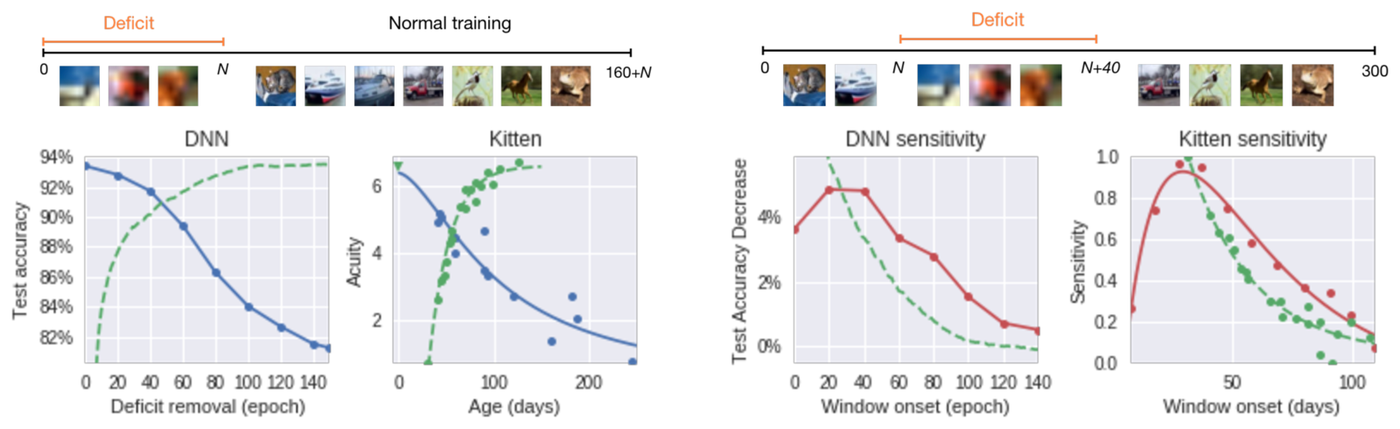 Deficit
Normal training
0
N
160+N
Deficit
0
N
N+40
300
DNN
94%
92%
90%
88%
86%
84%
82%
Test accuracy
0 20 40 60 80 100 120 140
Deficit removal (epoch)
Kitten
6
4
2
Acuity
0 100 200
Age (days)
DNN sensitivity
4%
2%
0%
Test Accuracy Decrease
0 20 40 60 80 100 120 140
Window onset (epoch)
Kitten sensitivity
1.0
0.8
0.6
0.4
0.2
0.0
Sensitivity
50 100
Window onset (days)